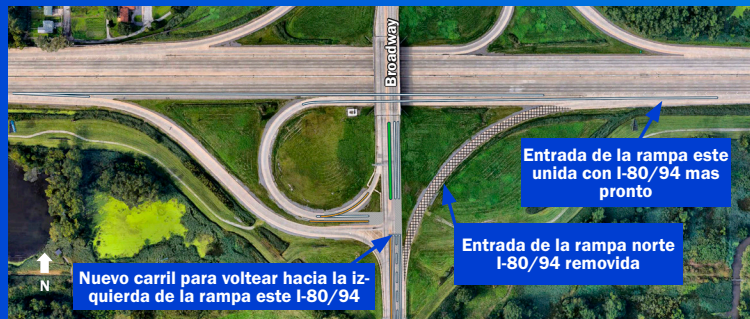 Broadway
Entrada de la rampa este
unida con I-80/94 mas
pronto
Entrada de la rampa norte
I-80/94 removida
Nuevo carril para voltear hacia la iz-
quierda de la rampa este I-80/94
N